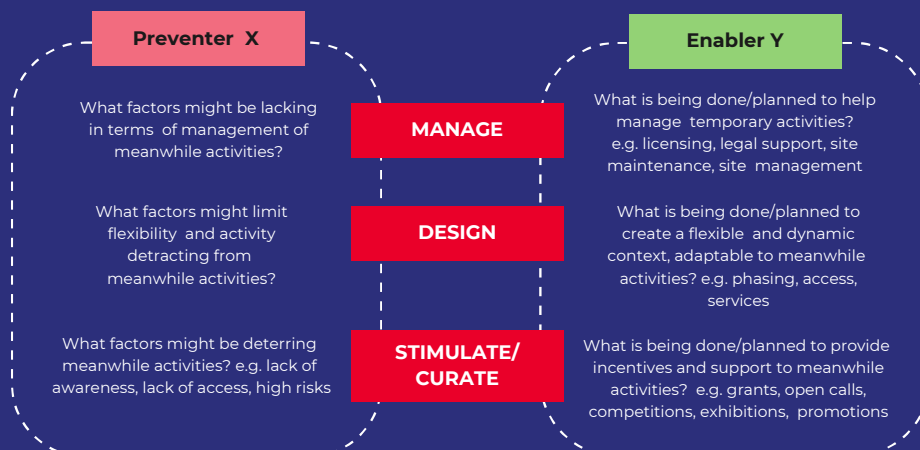 Preventer X
Enabler Y
What factors might be lacking
in terms of management of
meanwhile activities?
MANAGE
What is being done/planned to help
manage temporary activities?
e.g. licensing, legal support, site
maintenance, site management
What factors might limit
flexibility and activity
detracting from
meanwhile activities?
DESIGN
What is being done/planned to
create a flexible and dynamic
context, adaptable to meanwhile
activities? e.g. phasing, access,
services
What factors might be deterring
meanwhile activities? e.g. lack of
awareness, lack of access, high risks
STIMULATE/
CURATE
What is being done/planned to provide
incentives and support to meanwhile
activities? e.g. grants, open calls,
competitions, exhibitions, promotions